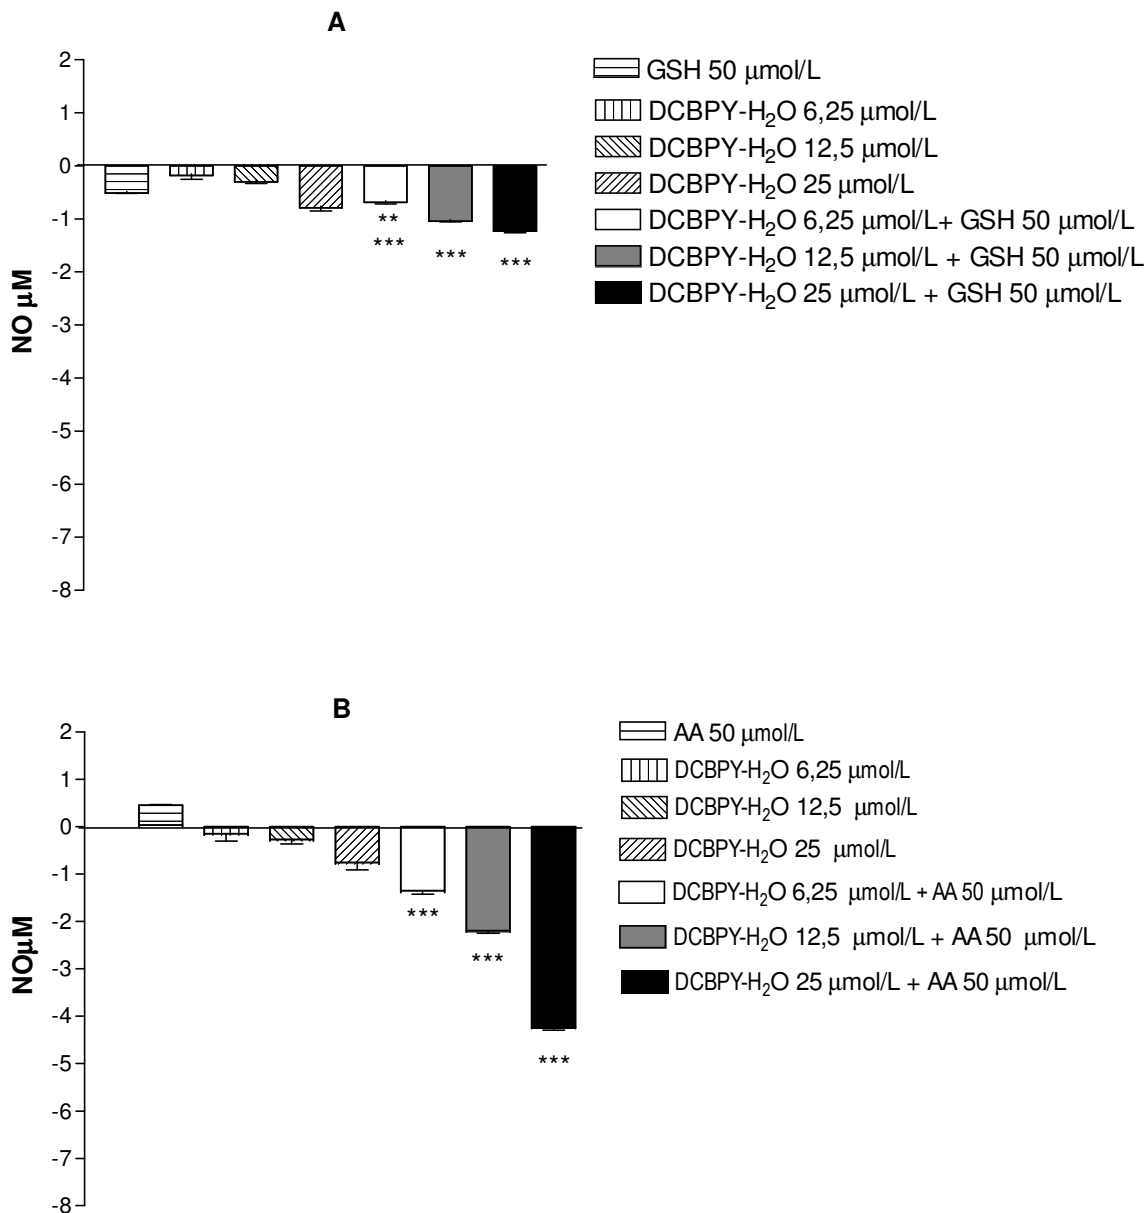 A
2
1
0
-1
-2
-3
-4
-5
-6
-7
-8
NO µM
**
***
***
***
GSH 50 µmol/L
DCBPY-H₂O 6,25 µmol/L
DCBPY-H₂O 12,5 µmol/L
DCBPY-H₂O 25 µmol/L
DCBPY-H₂O 6,25 µmol/L+ GSH 50 µmol/L
DCBPY-H₂O 12,5 µmol/L + GSH 50 µmol/L
DCBPY-H₂O 25 µmol/L + GSH 50 µmol/L
B
2
1
0
-1
-2
-3
-4
-5
-6
-7
-8
NOµM
***
***
***
AA 50 µmol/L
DCBPY-H₂O 6,25 µmol/L
DCBPY-H₂O 12,5 µmol/L
DCBPY-H₂O 25 µmol/L
DCBPY-H₂O 6,25 µmol/L + AA 50 µmol/L
DCBPY-H₂O 12,5 µmol/L + AA 50 µmol/L
DCBPY-H₂O 25 µmol/L + AA 50 µmol/L